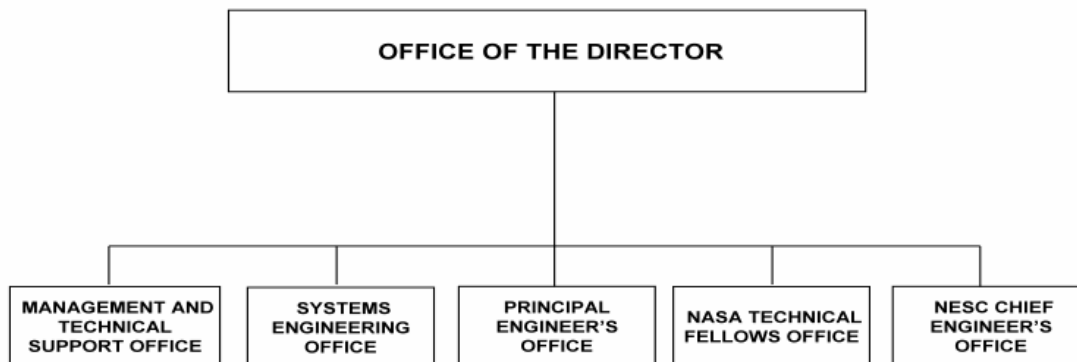 OFFICE OF THE DIRECTOR
MANAGEMENT AND
TECHNICAL
SUPPORT OFFICE
SYSTEMS
ENGINEERING
OFFICE
PRINCIPAL
ENGINEER'S
OFFICE
NASA TECHNICAL
FELLOWS OFFICE
NESC CHIEF
ENGINEER'S
OFFICE